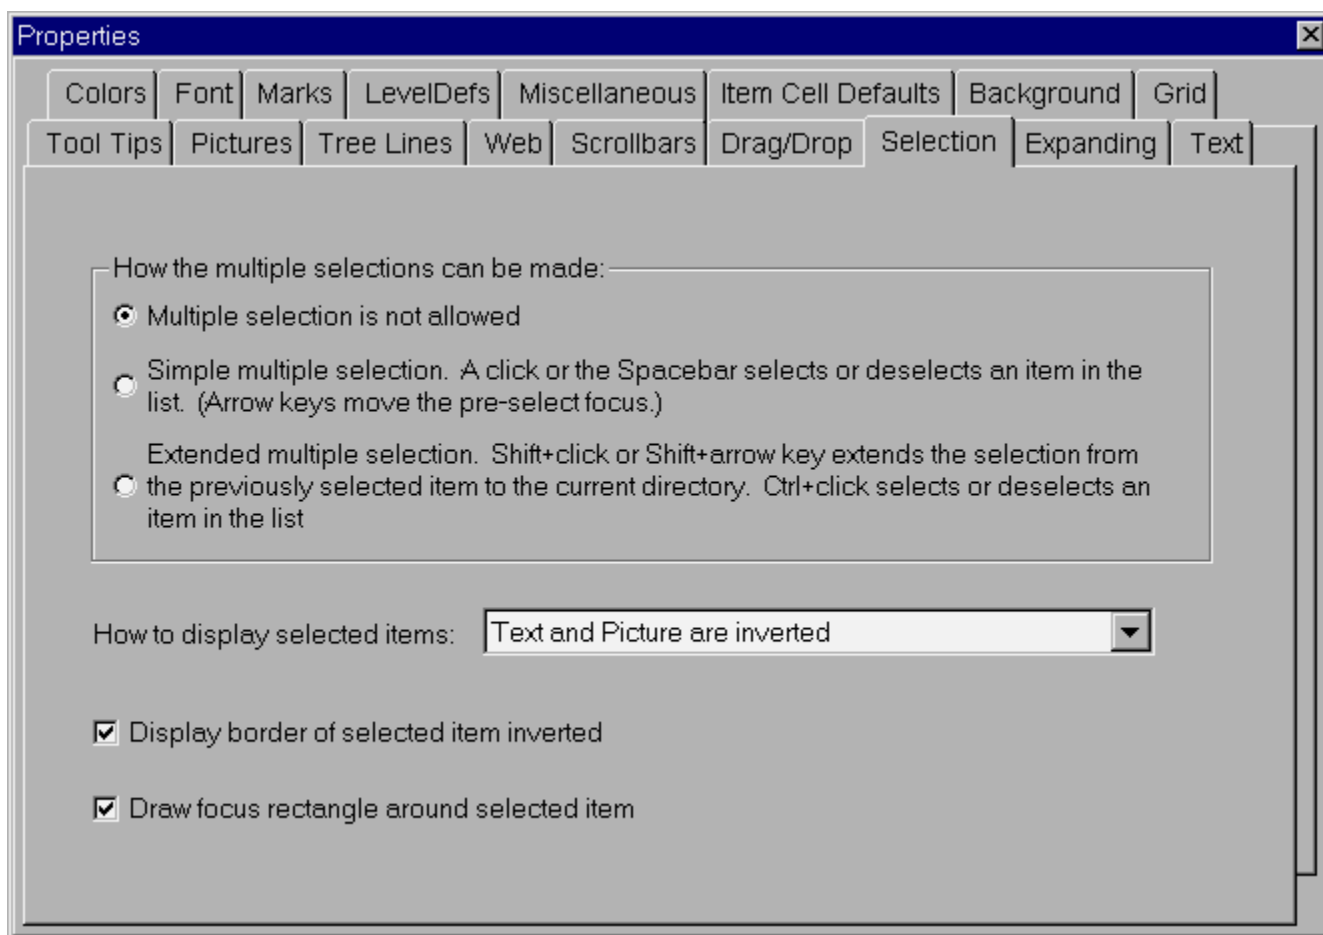 Properties
Colors Font Marks LevelDefs Miscellaneous Item Cell Defaults Background Grid
Tool Tips Pictures Tree Lines Web Scrollbars Drag/Drop Selection Expanding Text
How the multiple selections can be made:
Multiple selection is not allowed
Simple multiple selection.  A click or the Spacebar selects or deselects an item in the
list.  (Arrow keys move the pre-select focus.)
Extended multiple selection.  Shift+click or Shift+arrow key extends the selection from
the previously selected item to the current directory.  Ctrl+click selects or deselects an
item in the list
How to display selected items: Text and Picture are inverted
Display border of selected item inverted
Draw focus rectangle around selected item